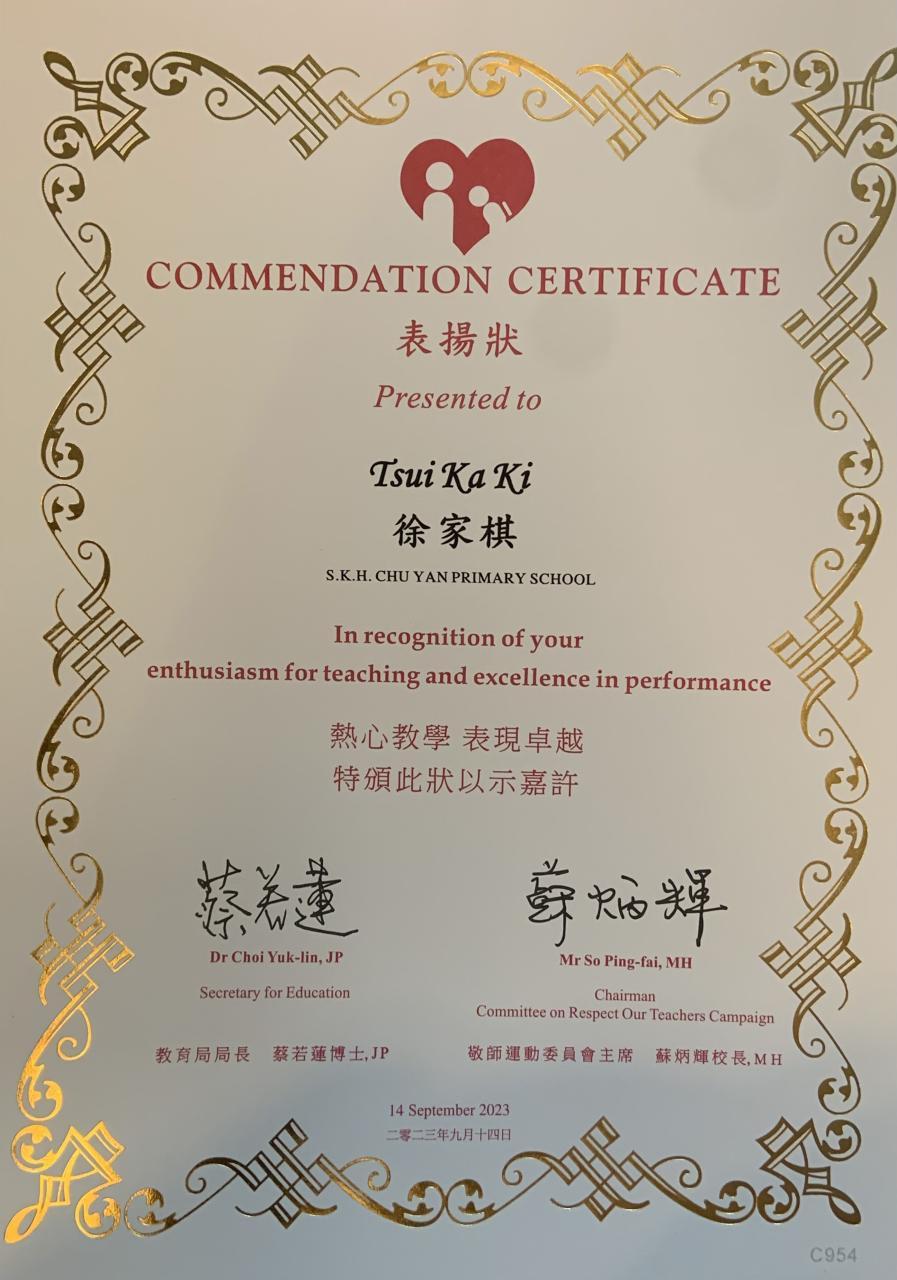 COMMENDATION CERTIFICATE
表揚狀
Presented to
Tsui Ka Ki
徐家棋
S.K.H. CHU YAN PRIMARY SCHOOL
In recognition of your
enthusiasm for teaching and excellence in performance
熱心教學 表現卓越
特頒此狀以示嘉許
蔡若蓮
蘇炳輝
Dr Choi Yuk-lin, JP
Mr So Ping-fai, MH
Secretary for Education
Chairman
Committee on Respect Our Teachers Campaign
教育局局長 蔡若蓮博士, JP
敬師運動委員會主席 蘇炳輝校長, MH
14 September 2023
二零二三年九月十四日
C954